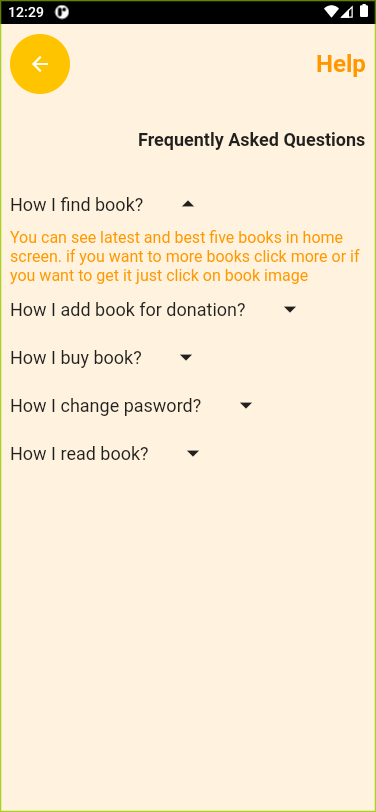 12:29
Help
Frequently Asked Questions
How I find book?
You can see latest and best five books in home
screen. if you want to more books click more or if
you want to get it just click on book image
How I add book for donation?
How I buy book?
How I change pasword?
How I read book?